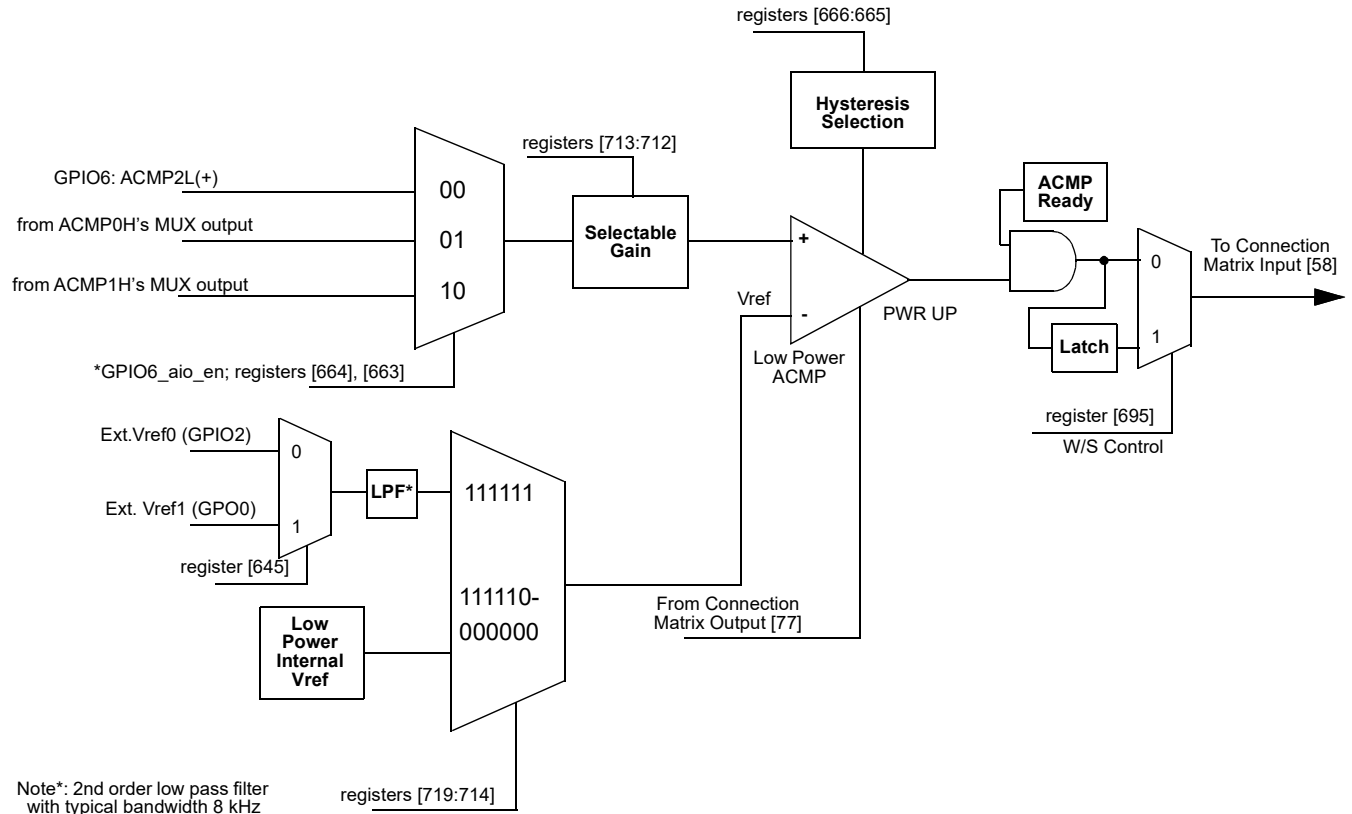 registers [666:665]
Hysteresis
Selection
registers [713:712]
GPIO6: ACMP2L(+)
from ACMP0H's MUX output
from ACMP1H's MUX output
00
01
10
Selectable
Gain
*GPIO6_aio_en; registers [664], [663]
+
-
Vref
PWR UP
Low Power
ACMP
ACMP
Ready
0
1
Latch
To Connection
Matrix Input [58]
register [695]
W/S Control
Ext.Vref0 (GPIO2)
Ext. Vref1 (GPO0)
0
1
LPF*
register [645]
111111
111110-
000000
Low
Power
Internal
Vref
From Connection
Matrix Output [77]
registers [719:714]
Note*: 2nd order low pass filter
with typical bandwidth 8 kHz